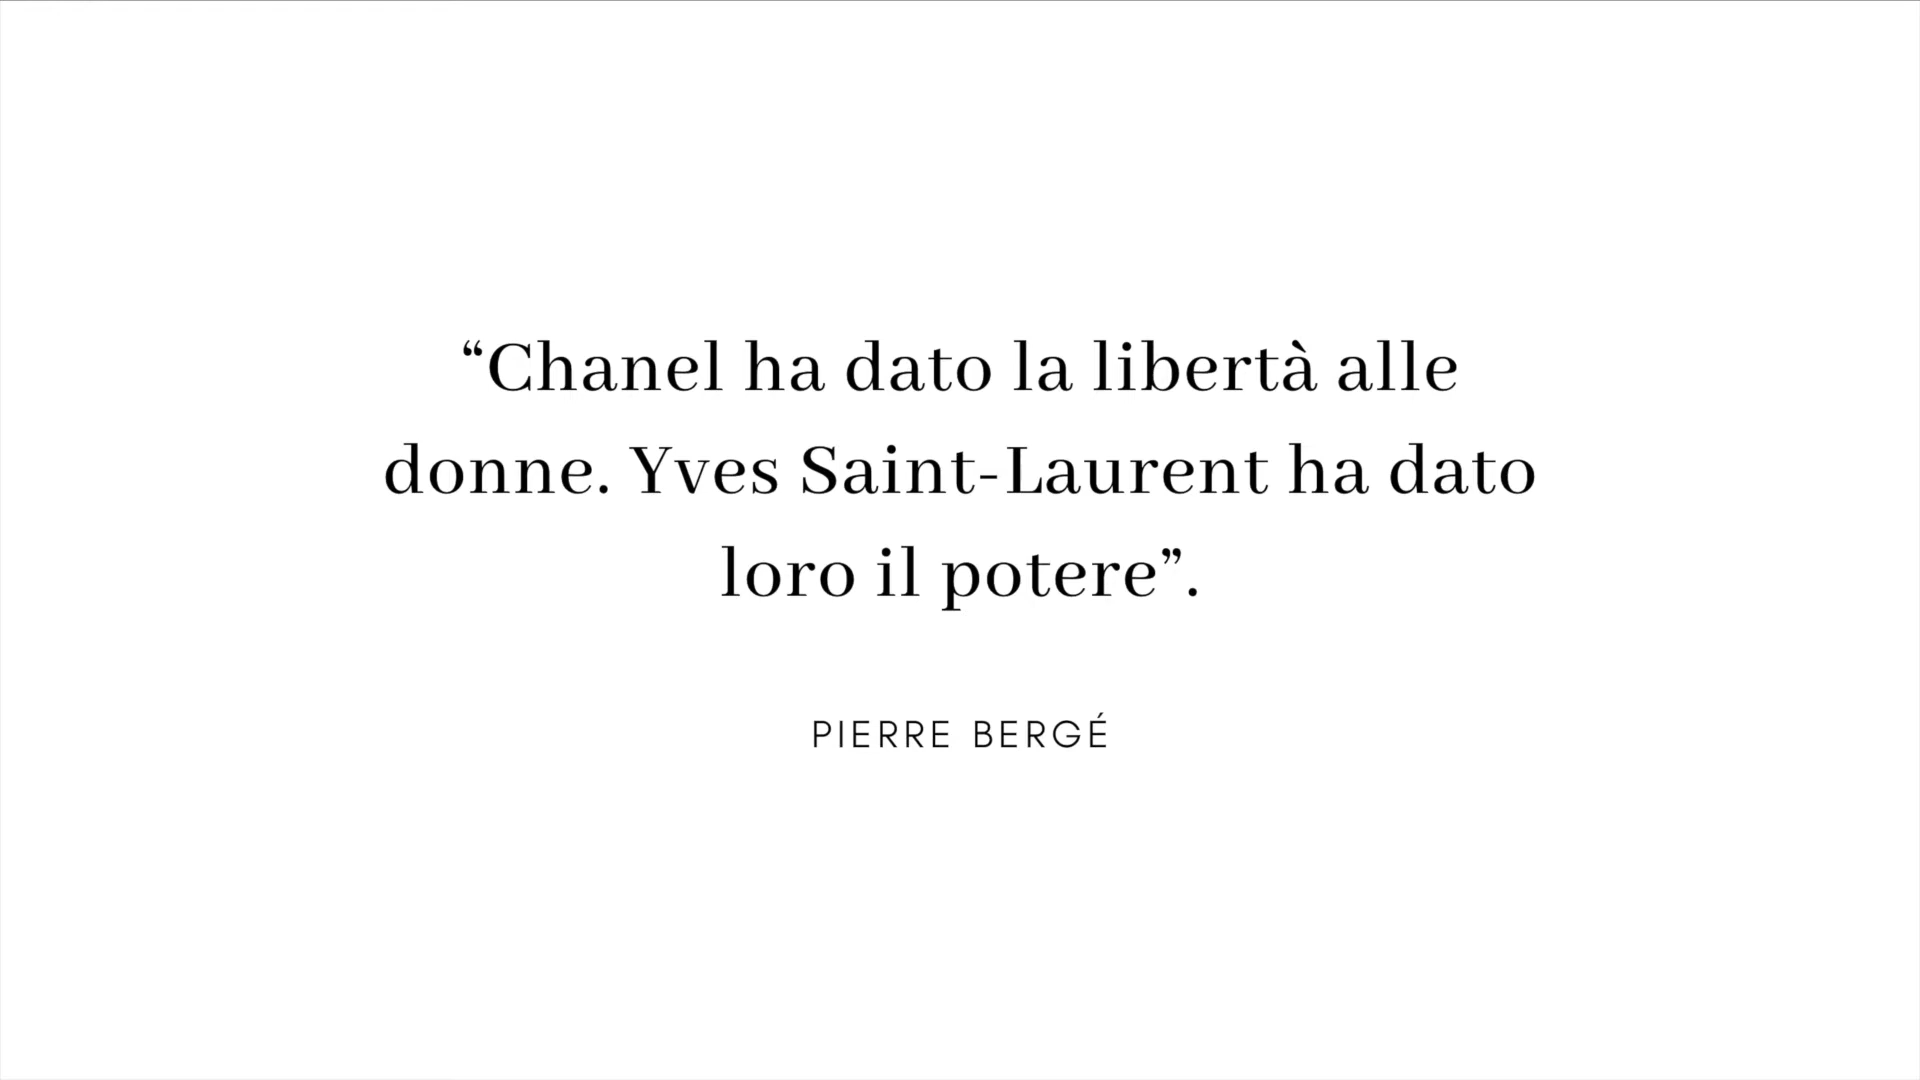 “Chanel ha dato la libertà alle
donne. Yves Saint-Laurent ha dato
loro il potere”.
PIERRE BERGÉ